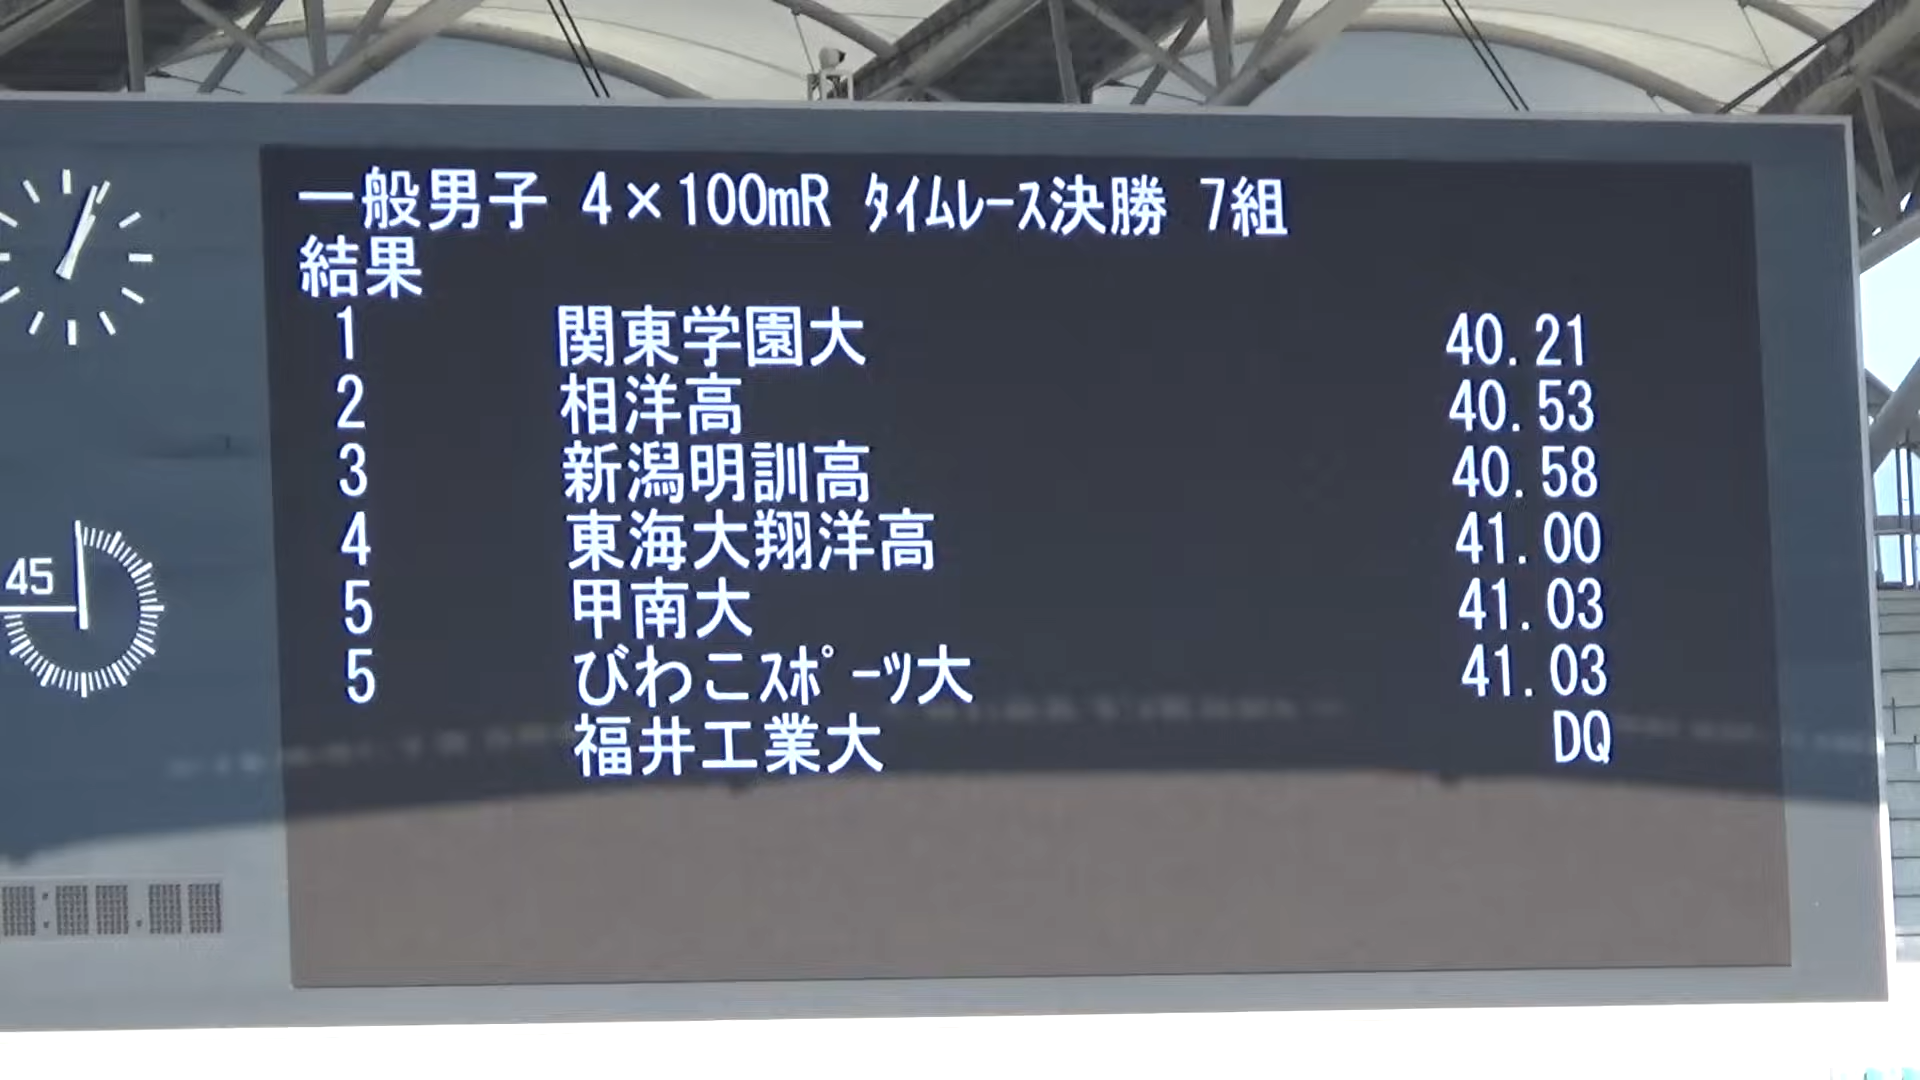 一般男子 4×100mR ﾀｲﾑﾚｰｽ決勝 7組
結果
1 関東学園大 40.21
2 相洋高 40.53
3 新潟明訓高 40.58
4 東海大翔洋高 41.00
5 甲南大 41.03
5 びわこｽﾎﾟｰﾂ大 41.03
福井工業大 DQ
45